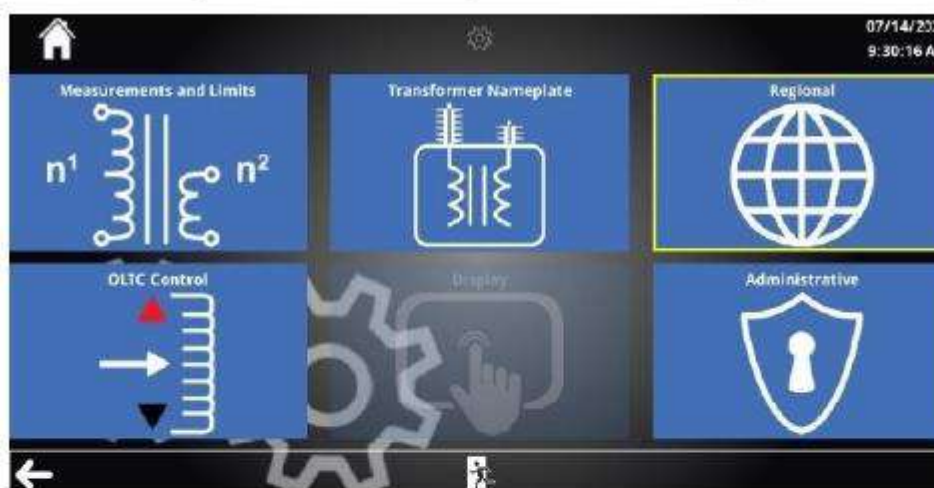 07/14/20
9:30:16 A
Measurements and Limits
Transformer Nameplate
Regional
n¹ n²
OLTC Control
Display
Administrative